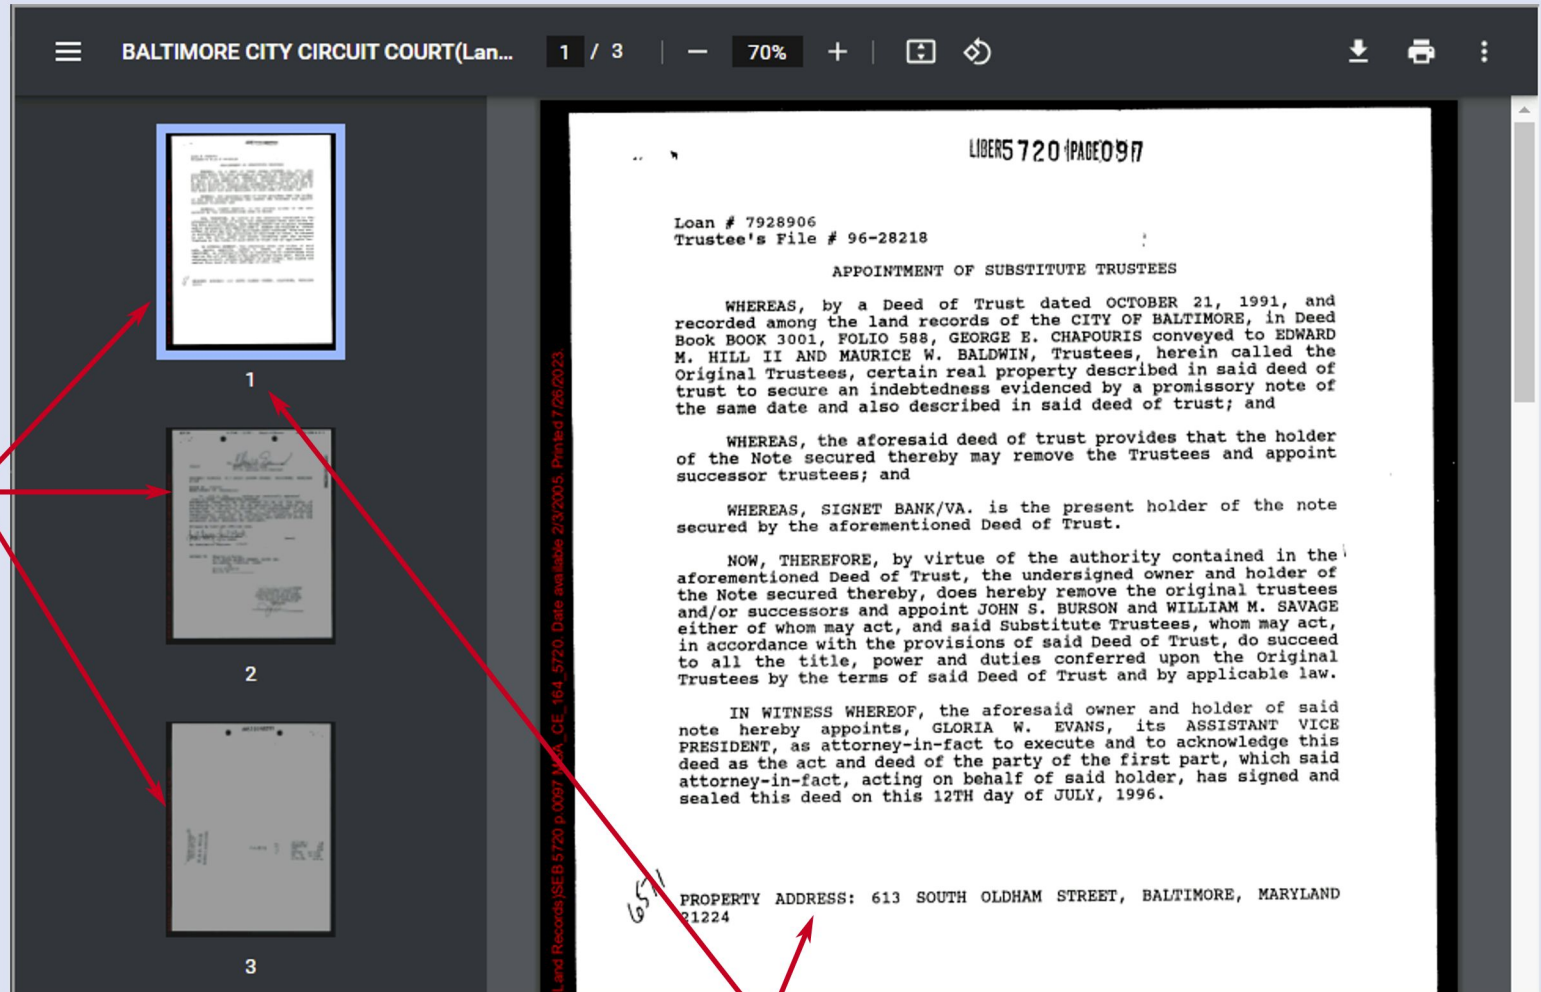 BALTIMORE CITY CIRCUIT COURT(Lan...
1 / 3
70%
1
2
3
LIBER5720 PAGE097
Loan # 7928906
Trustee's File # 96-28218
APPOINTMENT OF SUBSTITUTE TRUSTEES
WHEREAS, by a Deed of Trust dated OCTOBER 21, 1991, and
recorded among the land records of the CITY OF BALTIMORE, in Deed
Book BOOK 3001, FOLIO 588, GEORGE E. CHAPOURIS conveyed to EDWARD
M. HILL II AND MAURICE W. BALDWIN, Trustees, herein called the
Original Trustees, certain real property described in said deed of
trust to secure an indebtedness evidenced by a promissory note of
the same date and also described in said deed of trust; and
WHEREAS, the aforesaid deed of trust provides that the holder
of the Note secured thereby may remove the Trustees and appoint
successor trustees; and
WHEREAS, SIGNET BANK/VA. is the present holder of the note
secured by the aforementioned Deed of Trust.
NOW, THEREFORE, by virtue of the authority contained in the
aforementioned Deed of Trust, the undersigned owner and holder of
the Note secured thereby, does hereby remove the original trustees
and/or successors and appoint JOHN S. BURSON and WILLIAM M. SAVAGE
either of whom may act, and said Substitute Trustees, whom may act,
in accordance with the provisions of said Deed of Trust, do succeed
to all the title, power and duties conferred upon the Original
Trustees by the terms of said Deed of Trust and by applicable law.
IN WITNESS WHEREOF, the aforesaid owner and holder of said
note hereby appoints, GLORIA W. EVANS, its ASSISTANT VICE
PRESIDENT, as attorney-in-fact to execute and to acknowledge this
deed as the act and deed of the party of the first part, which said
attorney-in-fact, acting on behalf of said holder, has signed and
sealed this deed on this 12TH day of JULY, 1996.
PROPERTY ADDRESS: 613 SOUTH OLDHAM STREET, BALTIMORE, MARYLAND
21224
Land Records)SEB 5720 p.0097 MSA_CE_164_5720. Date available 2/3/2005. Printed 7/26/2023.